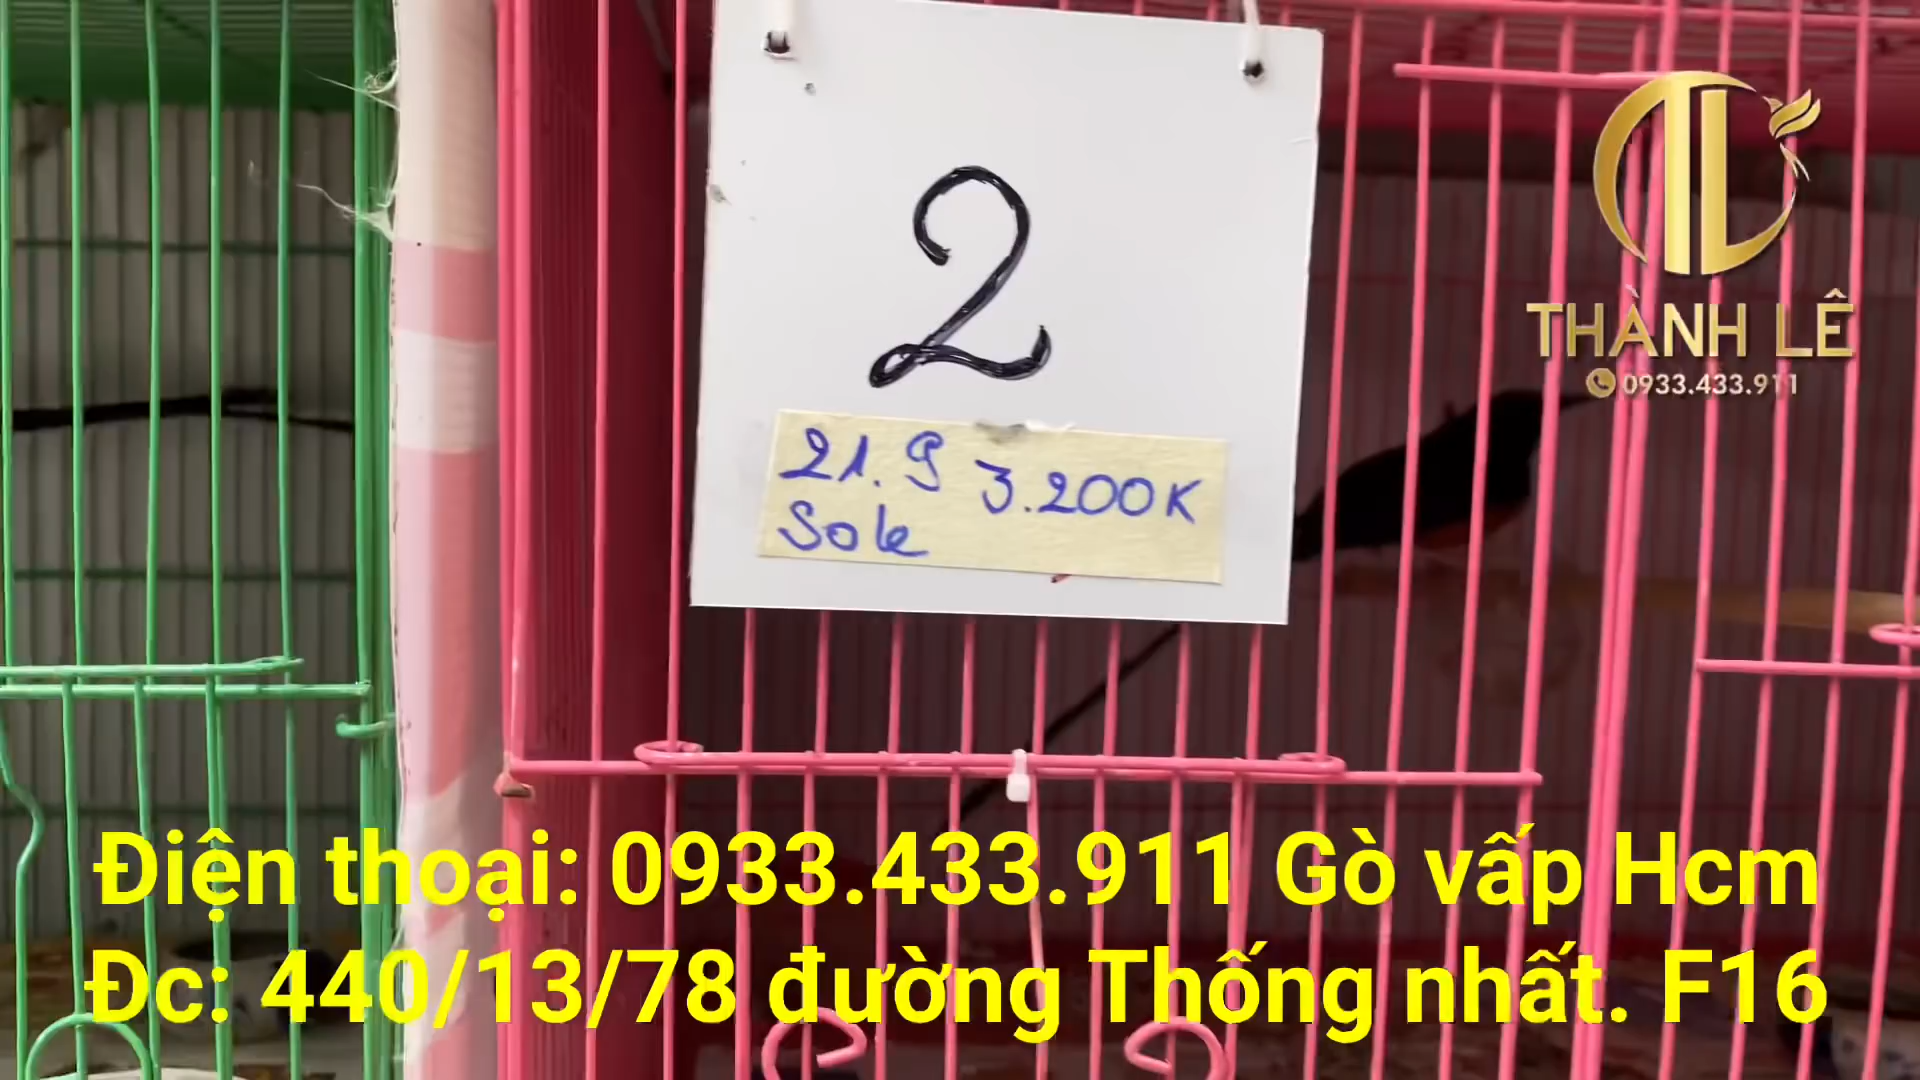 2
21.9 3.200K
Sole
THÀNH LÊ
0933.433.911
Điện thoại: 0933.433.911 Gò vấp Hcm
Đc: 440/13/78 đường Thống nhất. F16